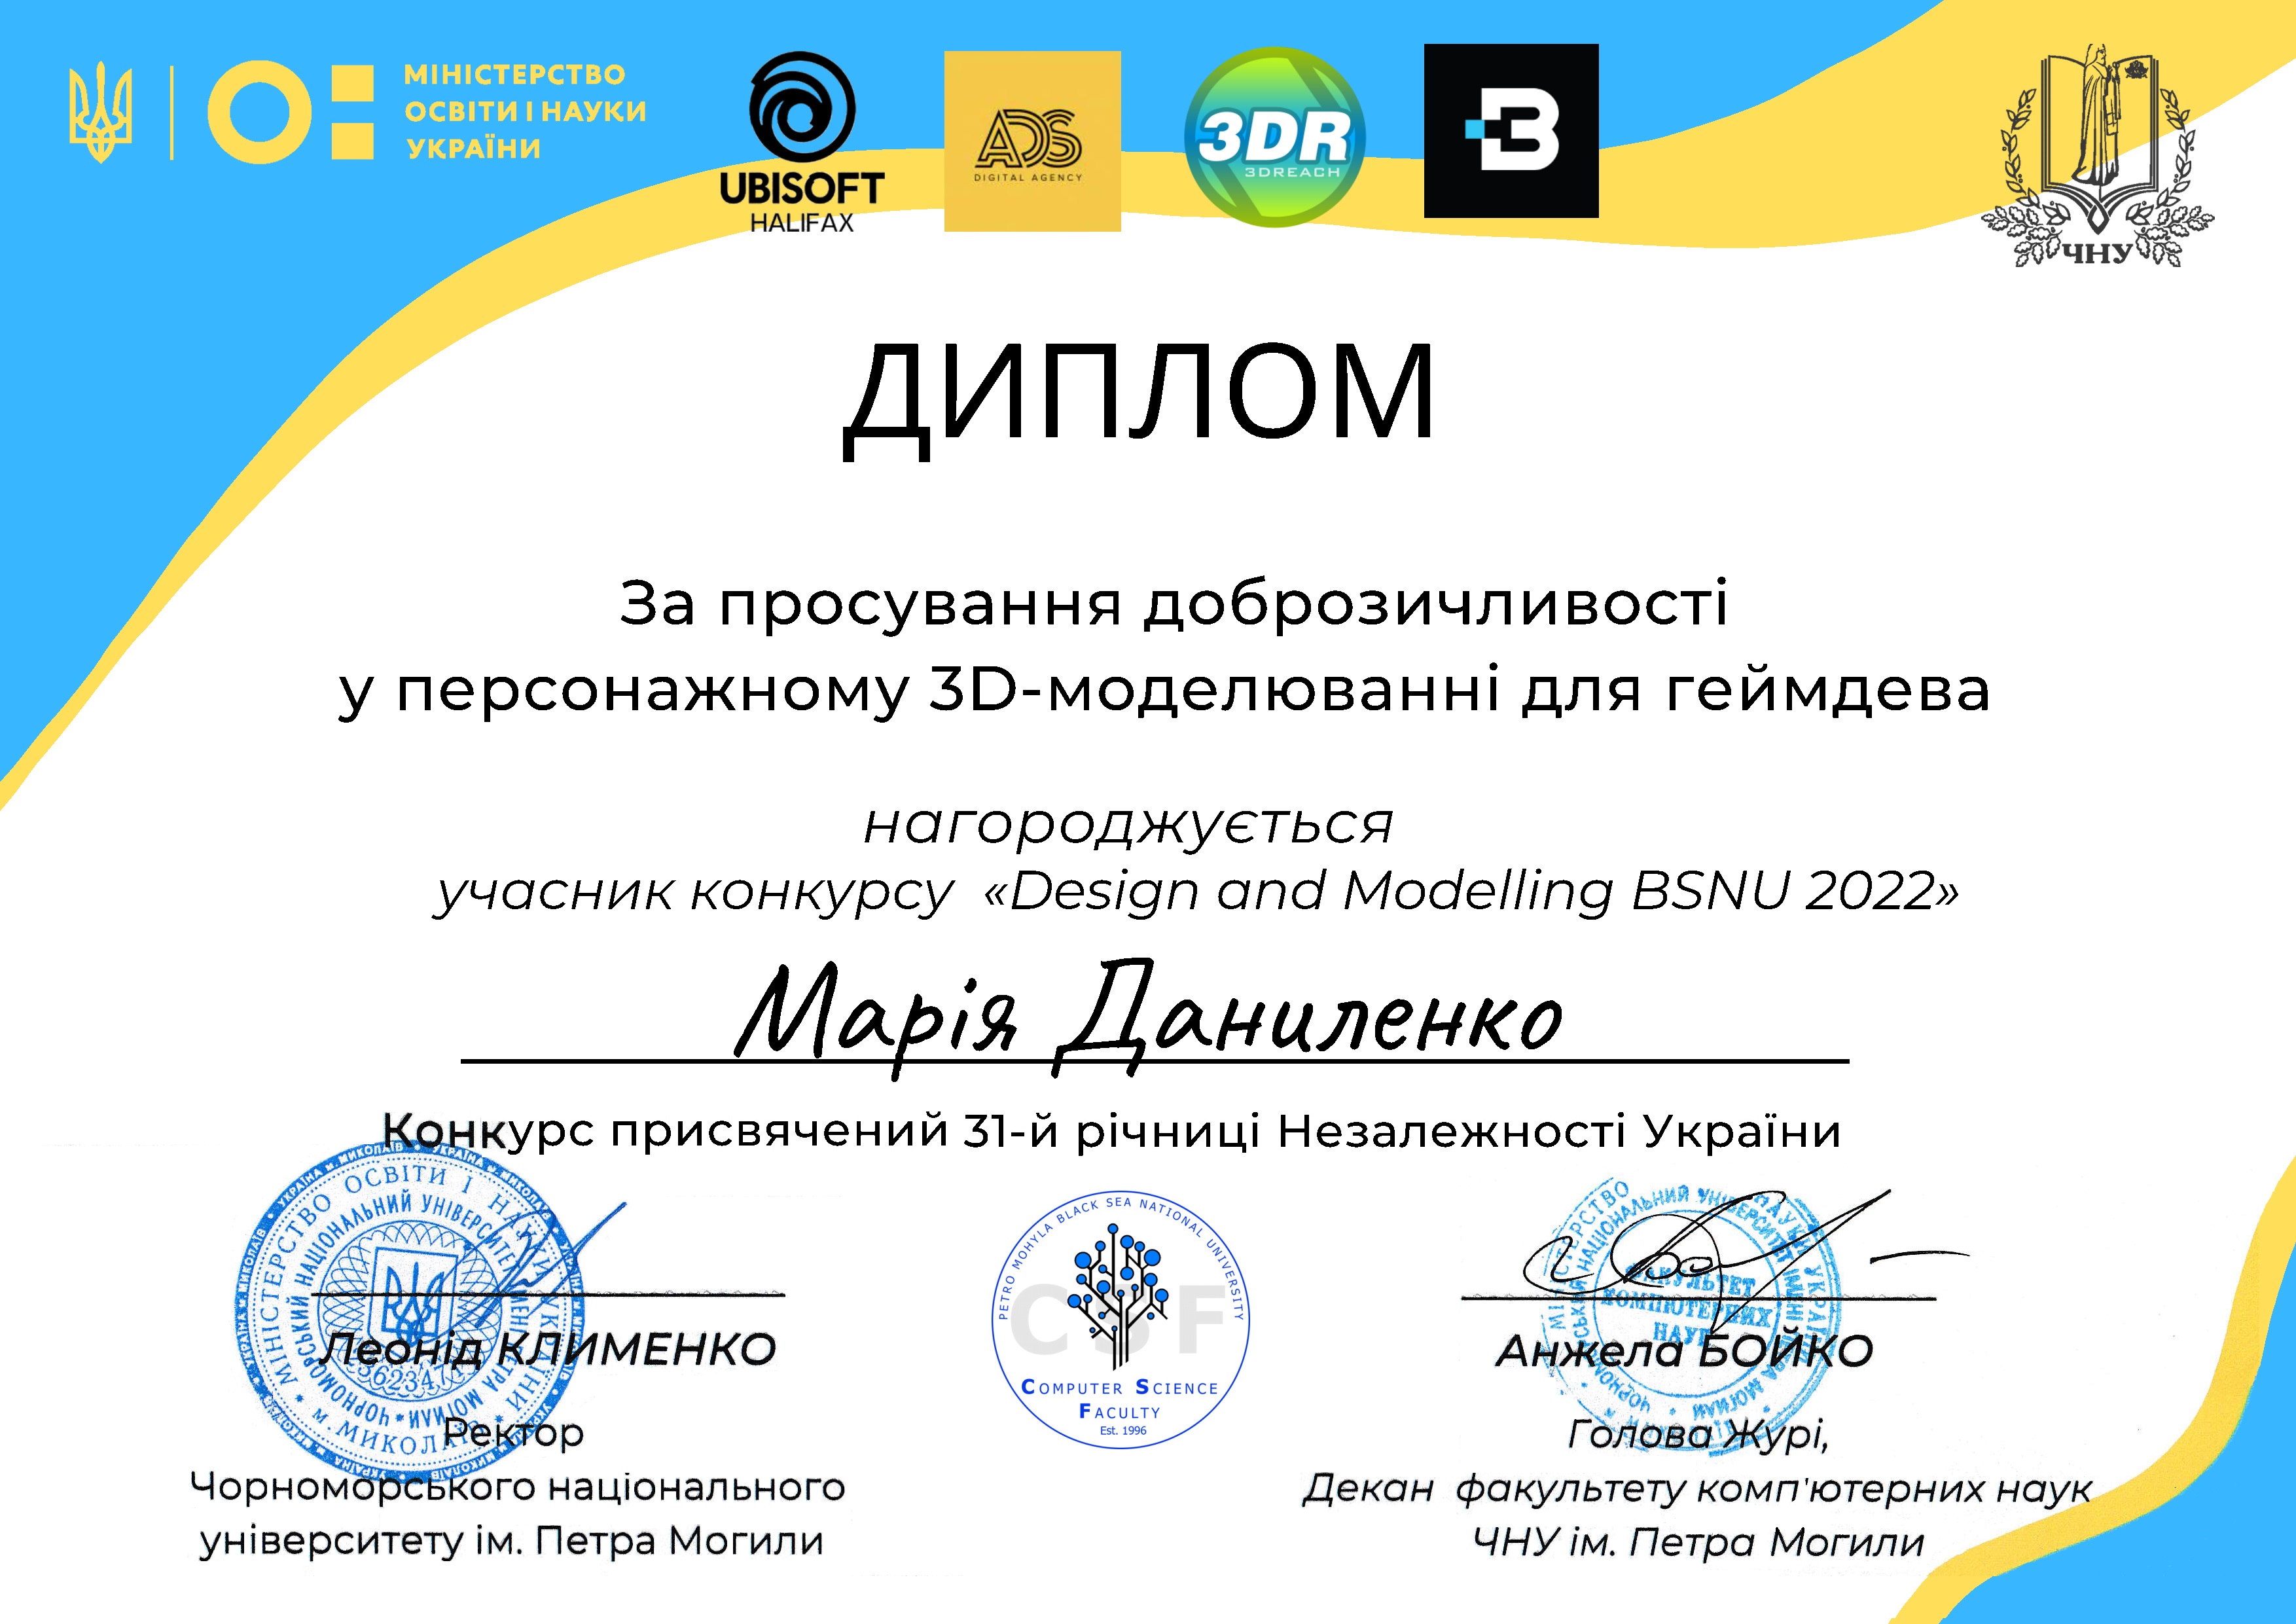 МІНІСТЕРСТВО
ОСВІТИ І НАУКИ
УКРАЇНИ
UBISOFT
HALIFAX
ADS
DIGITAL AGENCY
3DR
3DREACH
B
ЧНУ
ДИПЛОМ
За просування доброзичливості
у персонажному 3D-моделюванні для геймдева
нагороджується
учасник конкурсу «Design and Modelling BSNU 2022»
Марія Даниленко
Конкурс присвячений 31-й річниці Незалежності України
МІНІСТЕРСТВО ОСВІТИ І НАУКИ УКРАЇНИ
м. МИКОЛАЇВ
ЧОРНОМОРСЬКИЙ НАЦІОНАЛЬНИЙ УНІВЕРСИТЕТ ІМЕНІ ПЕТРА МОГИЛИ
Леонід КЛИМЕНКО
Ректор
Чорноморського національного
університету ім. Петра Могили
PETRO MOHYLA BLACK SEA NATIONAL UNIVERSITY
CSF
COMPUTER SCIENCE
FACULTY
Est. 1996
ФАКУЛЬТЕТ
КОМП'ЮТЕРНИХ
НАУК
Анжела БОЙКО
Голова Журі,
Декан факультету комп'ютерних наук
ЧНУ ім. Петра Могили